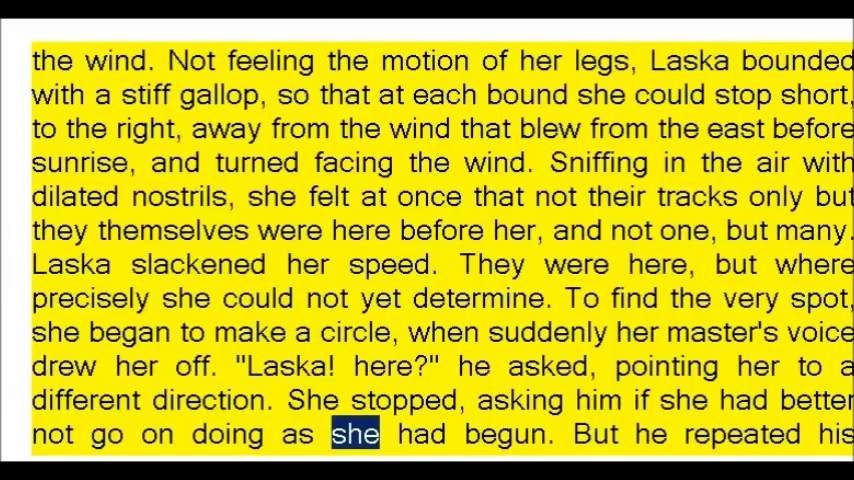 the wind. Not feeling the motion of her legs, Laska bounded
with a stiff gallop, so that at each bound she could stop short,
to the right, away from the wind that blew from the east before
sunrise, and turned facing the wind. Sniffing in the air with
dilated nostrils, she felt at once that not their tracks only but
they themselves were here before her, and not one, but many.
Laska slackened her speed. They were here, but where
precisely she could not yet determine. To find the very spot,
she began to make a circle, when suddenly her master's voice
drew her off. "Laska! here?" he asked, pointing her to a
different direction. She stopped, asking him if she had better
not go on doing as she had begun. But he repeated his